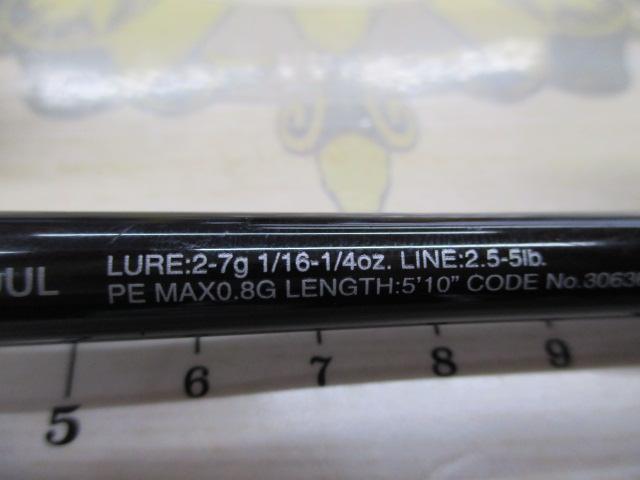 LURE:2-7g 1/16-1/4oz. LINE:2.5-5lb.
UL PE MAX0.8G LENGTH:5'10" CODE No.3063
5 6 7 8 9